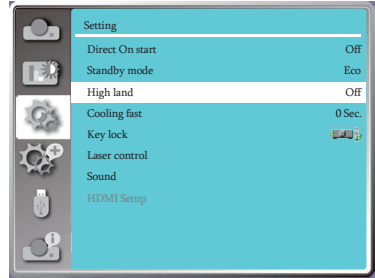 Setting
Direct On start Off
Standby mode Eco
High land Off
Cooling fast 0 Sec.
Key lock
Laser control
Sound
HDMI Setup